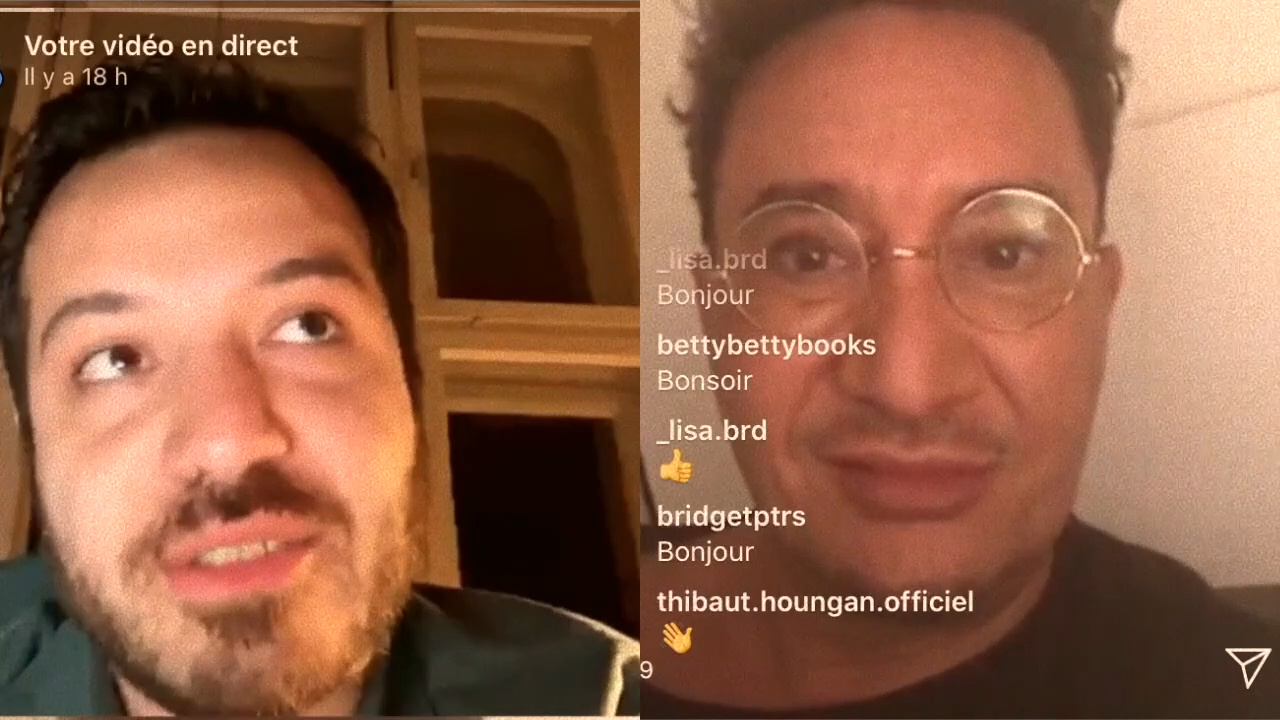 Votre vidéo en direct
Il y a 18 h
_lisa.brd
Bonjour
bettybettybooks
Bonsoir
_lisa.brd
👍
bridgetptrs
Bonjour
thibaut.houngan.officiel
👋
9